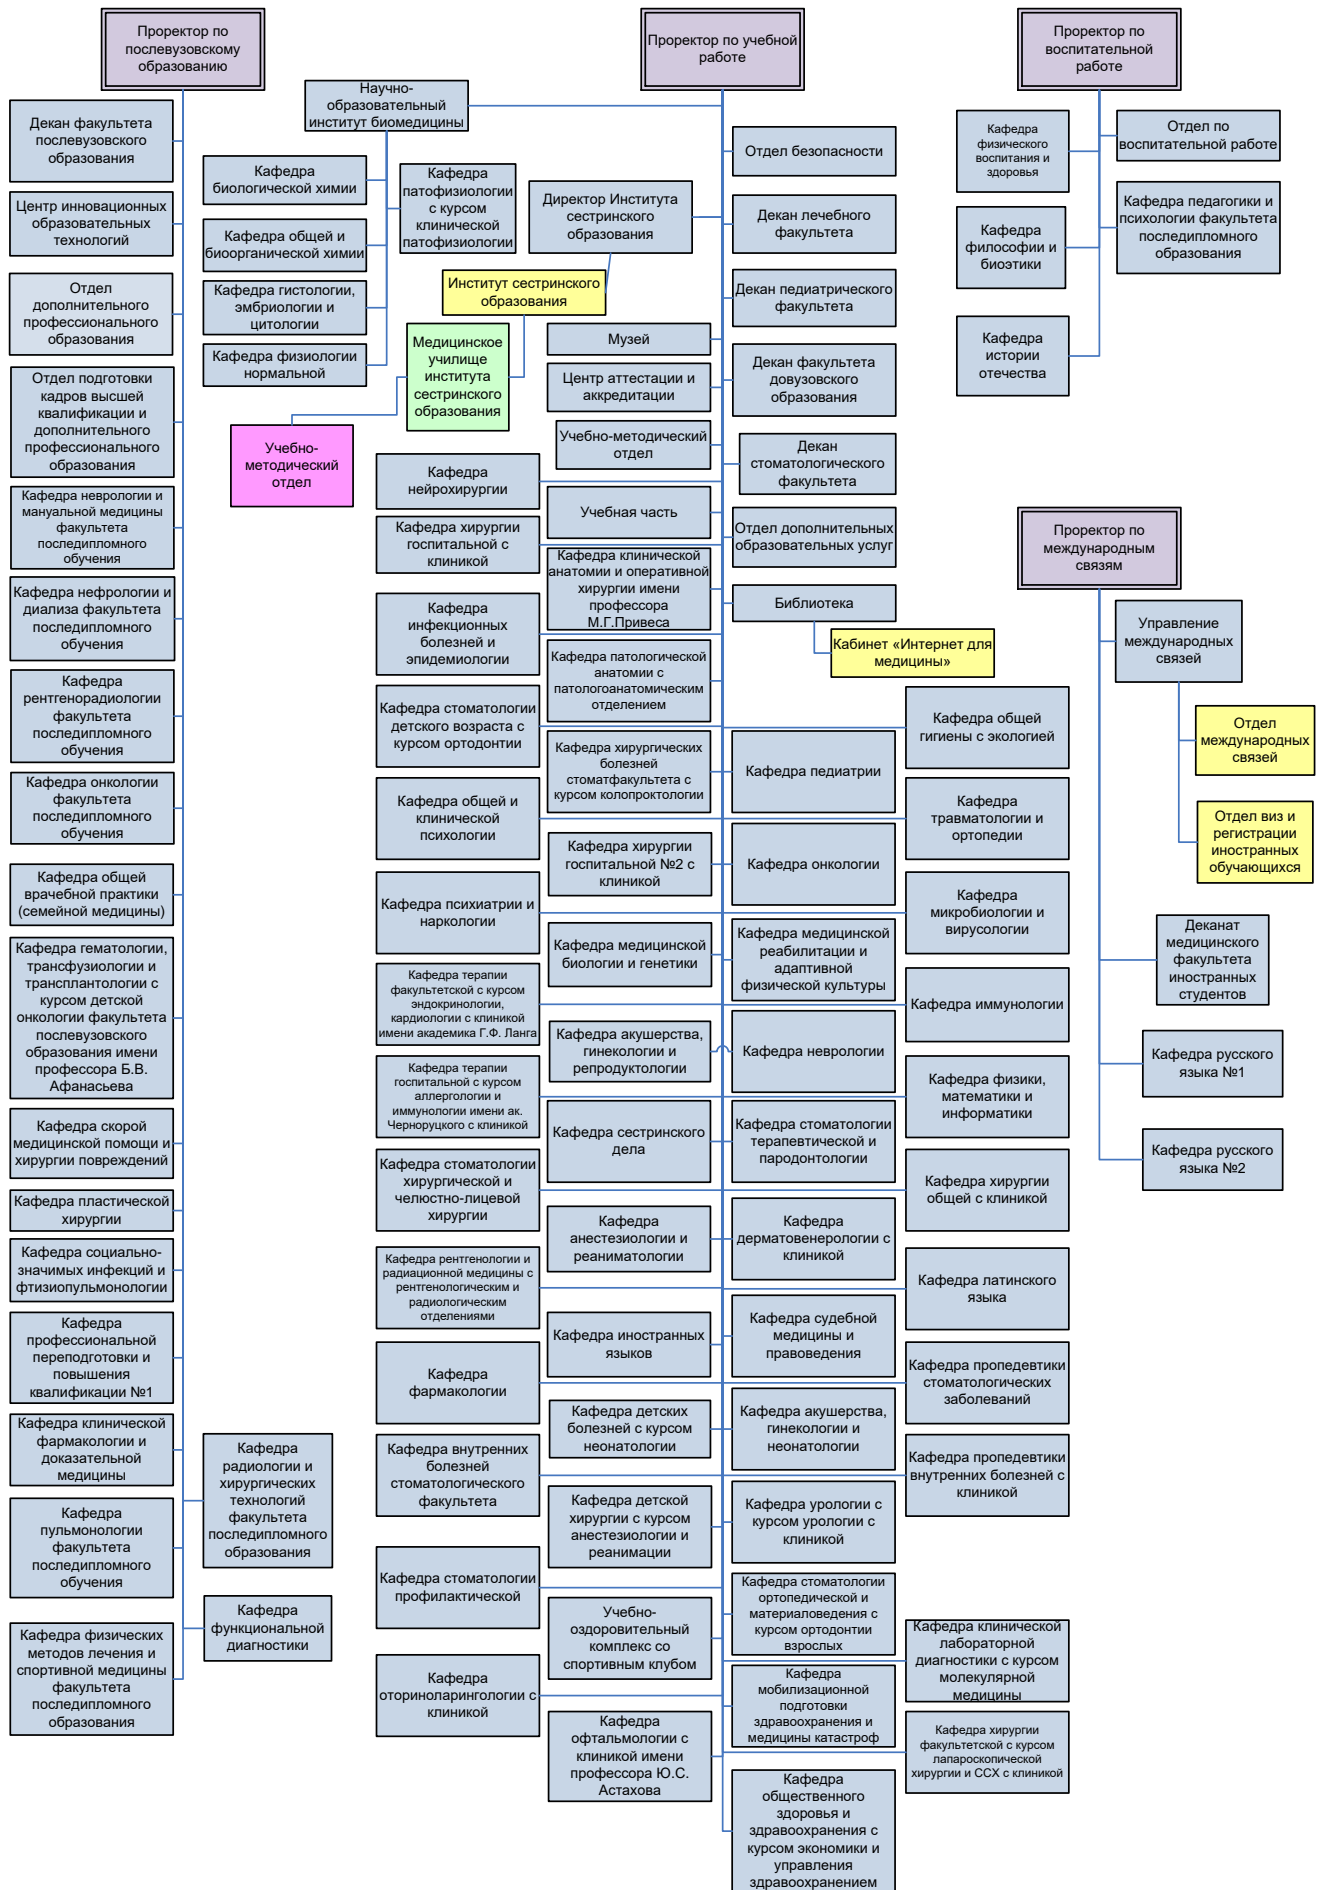 Проректор по
послевузовскому
образованию
Декан факультета
послевузовского
образования
Центр инновационных
образовательных
технологий
Отдел
дополнительного
профессионального
образования
Отдел подготовки
кадров высшей
квалификации и
дополнительного
профессионального
образования
Кафедра неврологии и
мануальной медицины
факультета
последипломного
обучения
Кафедра нефрологии и
диализа факультета
последипломного
обучения
Кафедра
рентгенорадиологии
факультета
последипломного
обучения
Кафедра онкологии
факультета
последипломного
обучения
Кафедра общей
врачебной практики
(семейной медицины)
Кафедра гематологии,
трансфузиологии и
трансплантологии с
курсом детской
онкологии факультета
послевузовского
образования имени
профессора Б.В.
Афанасьева
Кафедра скорой
медицинской помощи и
хирургии повреждений
Кафедра пластической
хирургии
Кафедра социально-
значимых инфекций и
фтизиопульмонологии
Кафедра
профессиональной
переподготовки и
повышения
квалификации №1
Кафедра клинической
фармакологии и
доказательной
медицины
Кафедра
пульмонологии
факультета
последипломного
обучения
Кафедра физических
методов лечения и
спортивной медицины
факультета
последипломного
образования
Кафедра
радиологии и
хирургических
технологий
факультета
последипломного
образования
Кафедра
функциональной
диагностики
Проректор по учебной
работе
Научно-
образовательный
институт биомедицины
Кафедра
биологической химии
Кафедра общей и
биоорганической химии
Кафедра гистологии,
эмбриологии и
цитологии
Кафедра физиологии
нормальной
Кафедра
патофизиологии
с курсом
клинической
патофизиологии
Директор Института
сестринского
образования
Институт сестринского
образования
Медицинское
училище
института
сестринского
образования
Учебно-
методический
отдел
Отдел безопасности
Декан лечебного
факультета
Декан педиатрического
факультета
Музей
Декан факультета
довузовского
образования
Центр аттестации и
аккредитации
Учебно-методический
отдел
Декан
стоматологического
факультета
Кафедра
нейрохирургии
Учебная часть
Отдел дополнительных
образовательных услуг
Кафедра хирургии
госпитальной с
клиникой
Кафедра клинической
анатомии и оперативной
хирургии имени
профессора
М.Г.Привеса
Библиотека
Кабинет «Интернет для
медицины»
Кафедра
инфекционных
болезней и
эпидемиологии
Кафедра патологической
анатомии с
патологоанатомическим
отделением
Кафедра стоматологии
детского возраста с
курсом ортодонтии
Кафедра общей
гигиены с экологией
Кафедра хирургических
болезней
стоматфакультета с
курсом колопроктологии
Кафедра педиатрии
Кафедра общей и
клинической
психологии
Кафедра
травматологии и
ортопедии
Кафедра хирургии
госпитальной №2 с
клиникой
Кафедра онкологии
Кафедра психиатрии и
наркологии
Кафедра
микробиологии и
вирусологии
Кафедра медицинской
биологии и генетики
Кафедра медицинской
реабилитации и
адаптивной
физической культуры
Кафедра терапии
факультетской с курсом
эндокринологии,
кардиологии с клиникой
имени академика Г.Ф. Ланга
Кафедра иммунологии
Кафедра акушерства,
гинекологии и
репродуктологии
Кафедра неврологии
Кафедра терапии
госпитальной с курсом
аллергологии и
иммунологии имени ак.
Черноруцкого с клиникой
Кафедра физики,
математики и
информатики
Кафедра сестринского
дела
Кафедра стоматологии
терапевтической и
пародонтологии
Кафедра стоматологии
хирургической и
челюстно-лицевой
хирургии
Кафедра хирургии
общей с клиникой
Кафедра
анестезиологии и
реаниматологии
Кафедра
дерматовенерологии с
клиникой
Кафедра рентгенологии и
радиационной медицины с
рентгенологическим и
радиологическим
отделениями
Кафедра латинского
языка
Кафедра иностранных
языков
Кафедра судебной
медицины и
правоведения
Кафедра
фармакологии
Кафедра пропедевтики
стоматологических
заболеваний
Кафедра детских
болезней с курсом
неонатологии
Кафедра акушерства,
гинекологии и
неонатологии
Кафедра внутренних
болезней
стоматологического
факультета
Кафедра пропедевтики
внутренних болезней с
клиникой
Кафедра детской
хирургии с курсом
анестезиологии и
реанимации
Кафедра урологии с
курсом урологии с
клиникой
Кафедра стоматологии
профилактической
Кафедра стоматологии
ортопедической и
материаловедения с
курсом ортодонтии
взрослых
Учебно-
оздоровительный
комплекс со
спортивным клубом
Кафедра клинической
лабораторной
диагностики с курсом
молекулярной
медицины
Кафедра
оториноларингологии с
клиникой
Кафедра
мобилизационной
подготовки
здравоохранения и
медицины катастроф
Кафедра
офтальмологии с
клиникой имени
профессора Ю.С.
Астахова
Кафедра хирургии
факультетской с курсом
лапароскопической
хирургии и ССХ с клиникой
Кафедра
общественного
здоровья и
здравоохранения с
курсом экономики и
управления
здравоохранением
Проректор по
воспитательной
работе
Кафедра
физического
воспитания и
здоровья
Отдел по
воспитательной работе
Кафедра
философии и
биоэтики
Кафедра педагогики и
психологии факультета
последипломного
образования
Кафедра
истории
отечества
Проректор по
международным
связям
Управление
международных
связей
Отдел
международных
связей
Отдел виз и
регистрации
иностранных
обучающихся
Деканат
медицинского
факультета
иностранных
студентов
Кафедра русского
языка №1
Кафедра русского
языка №2